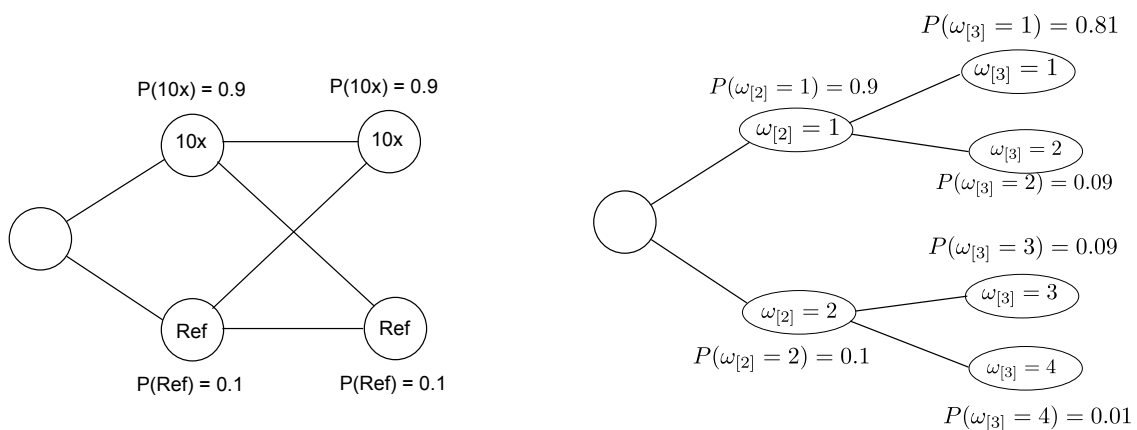 P(10x) = 0.9
P(10x) = 0.9
10x
10x
Ref
Ref
P(Ref) = 0.1
P(Ref) = 0.1
P(ω[3] = 1) = 0.81
ω[3] = 1
P(ω[2] = 1) = 0.9
ω[2] = 1
ω[3] = 2
P(ω[3] = 2) = 0.09
P(ω[3] = 3) = 0.09
ω[3] = 3
ω[2] = 2
P(ω[2] = 2) = 0.1
ω[3] = 4
P(ω[3] = 4) = 0.01